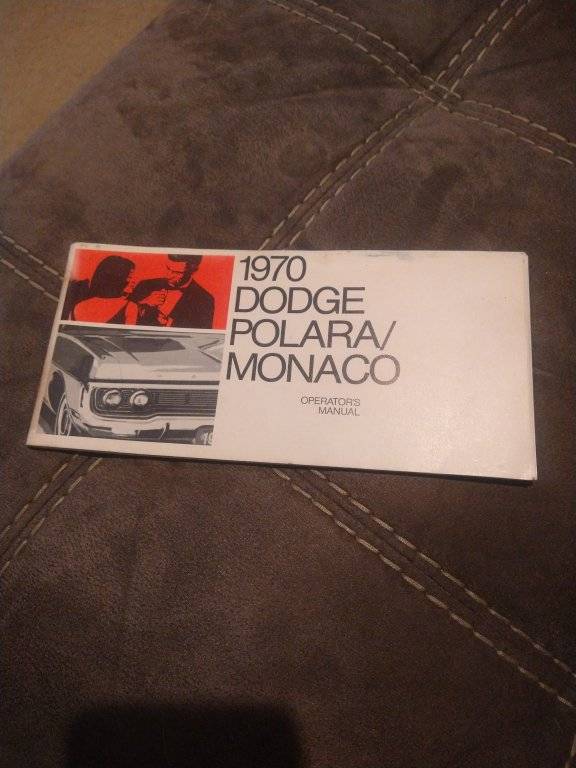 1970
DODGE
POLARA/
MONACO
OPERATOR'S
MANUAL